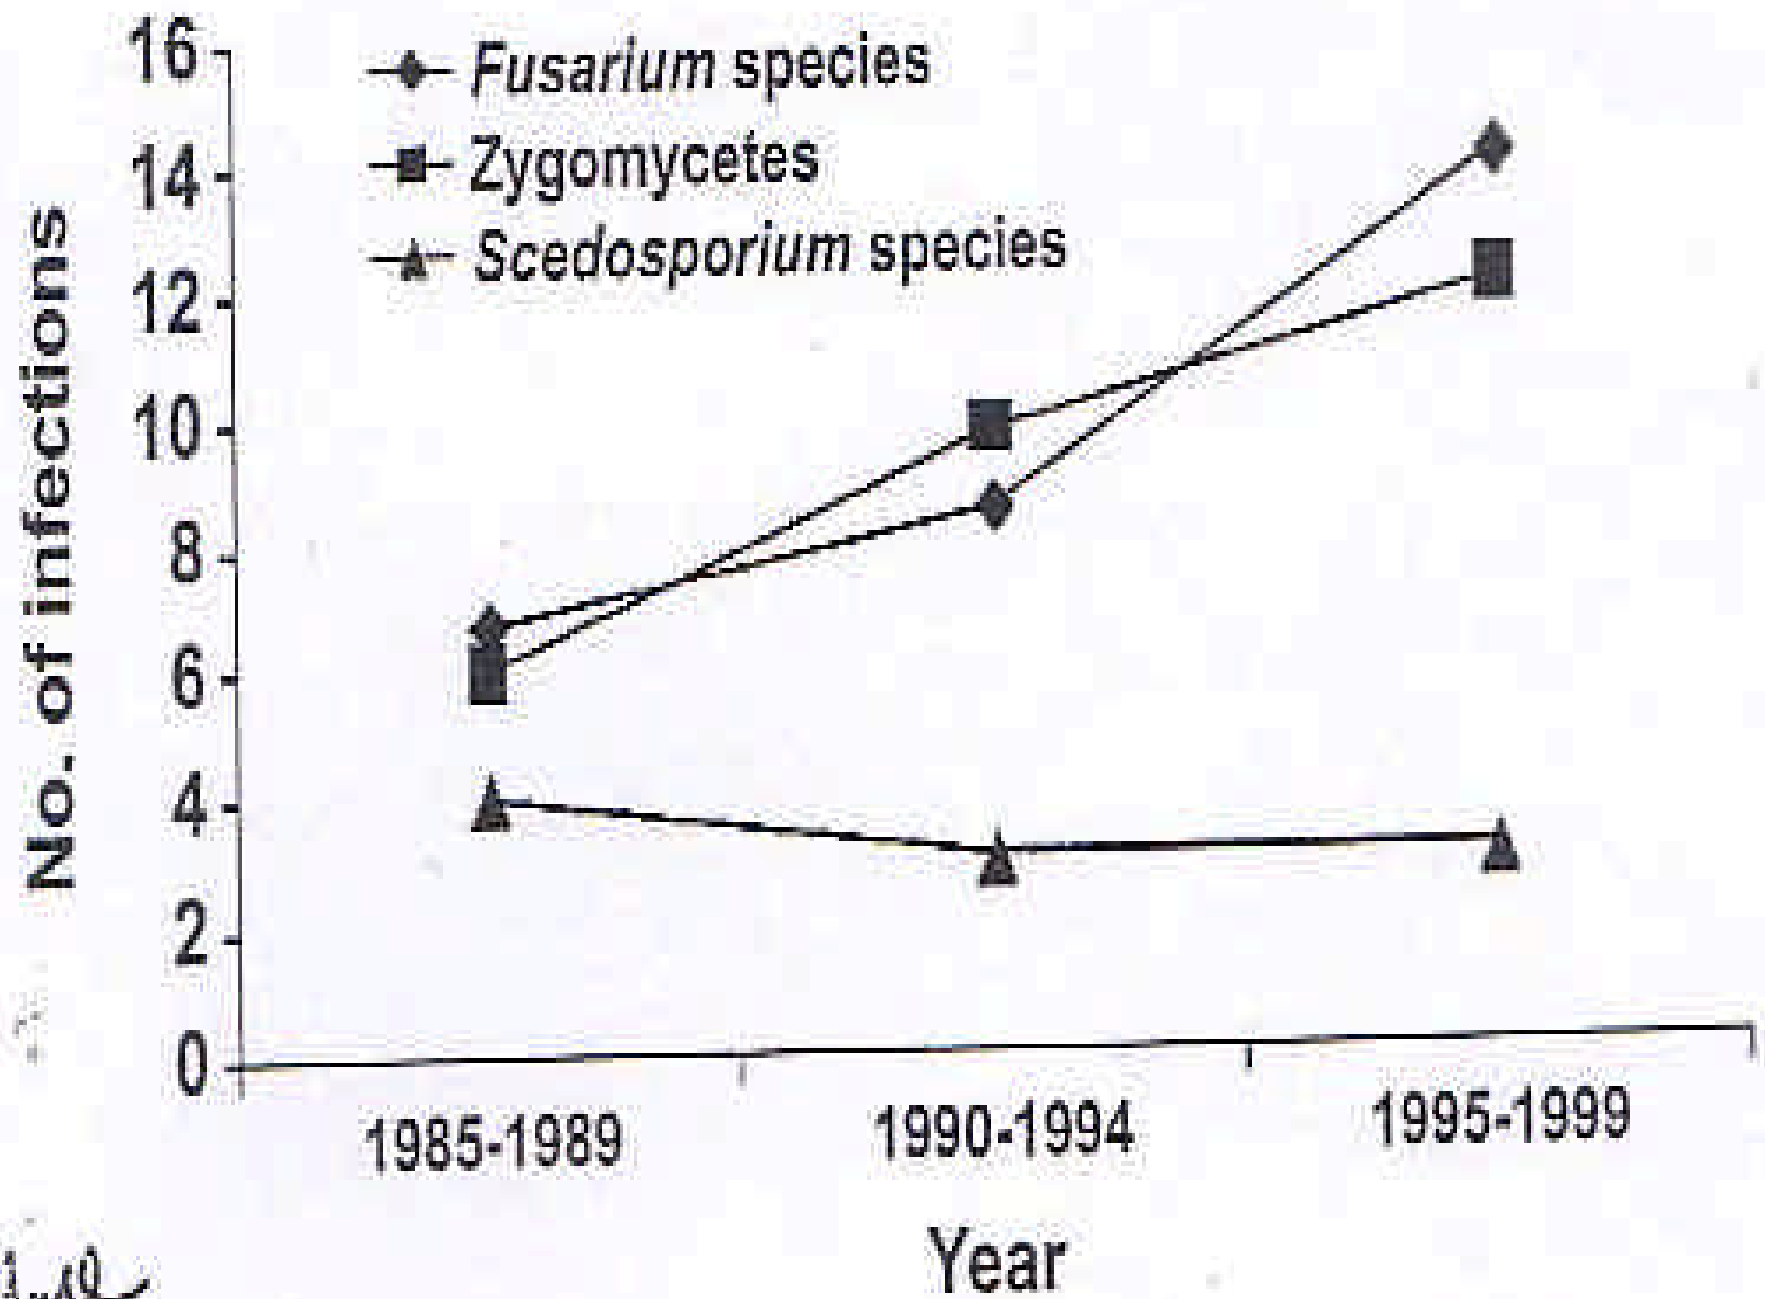 16
Fusarium species
14
Zygomycetes
Scedosporium species
12
10
8
6
4
2
0
No. of infections
1985-1989
1990-1994
1995-1999
Year